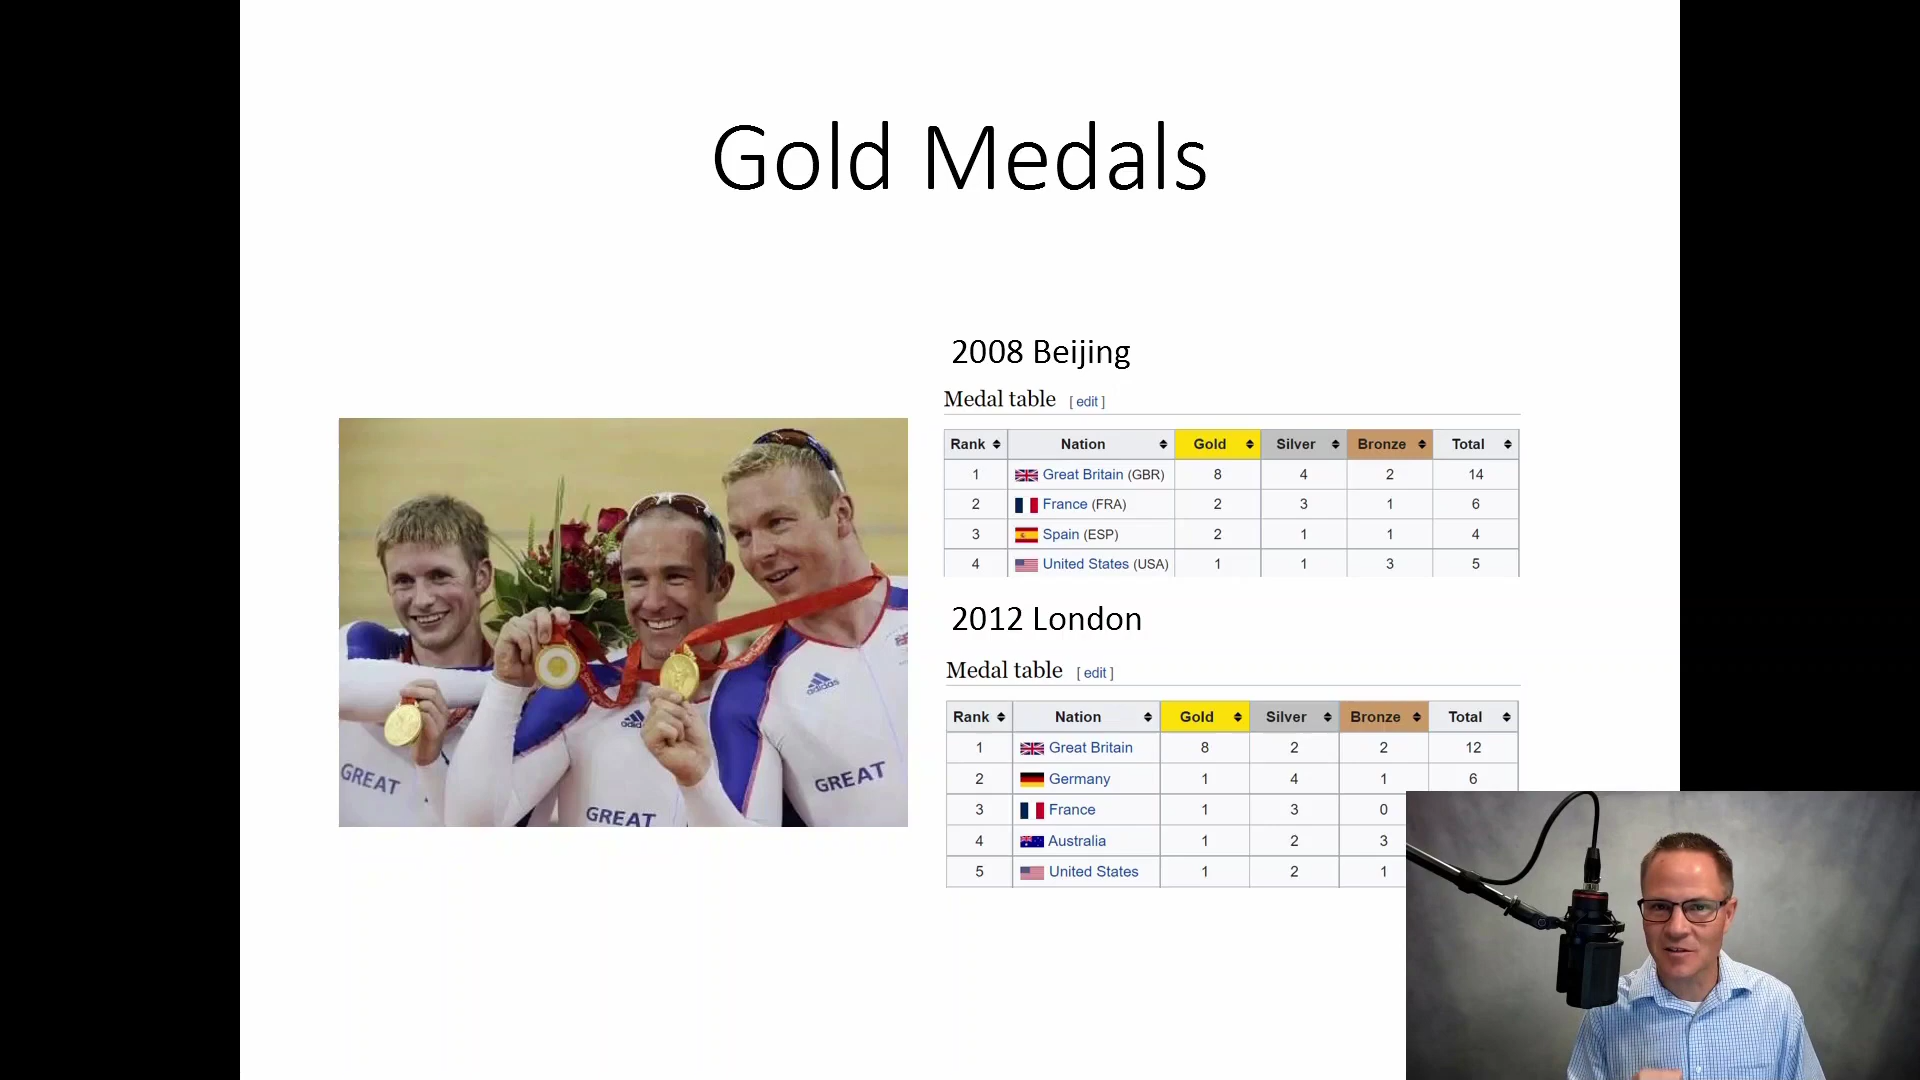 Gold Medals
2008 Beijing
Medal table [ edit ]
Rank Nation Gold Silver Bronze Total
1 Great Britain (GBR) 8 4 2 14
2 France (FRA) 2 3 1 6
3 Spain (ESP) 2 1 1 4
4 United States (USA) 1 1 3 5
2012 London
Medal table [ edit ]
Rank Nation Gold Silver Bronze Total
1 Great Britain 8 2 2 12
2 Germany 1 4 1 6
3 France 1 3 0
4 Australia 1 2 3
5 United States 1 2 1
adidas
adidas
GREAT
GREAT
GREAT